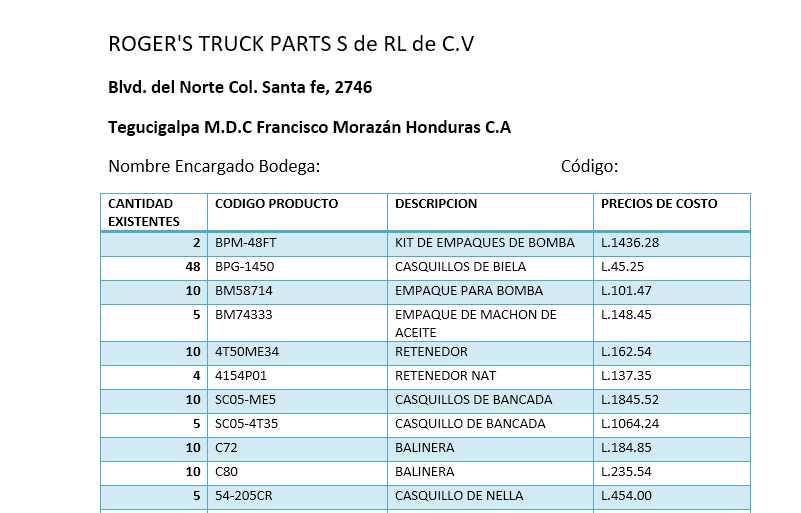 ROGER'S TRUCK PARTS S de RL de C.V
Blvd. del Norte Col. Santa fe, 2746
Tegucigalpa M.D.C Francisco Morazán Honduras C.A
Nombre Encargado Bodega: Código:
CANTIDAD EXISTENTES CODIGO PRODUCTO DESCRIPCION PRECIOS DE COSTO
2 BPM-48FT KIT DE EMPAQUES DE BOMBA L.1436.28
48 BPG-1450 CASQUILLOS DE BIELA L.45.25
10 BM58714 EMPAQUE PARA BOMBA L.101.47
5 BM74333 EMPAQUE DE MACHON DE ACEITE L.148.45
10 4T50ME34 RETENEDOR L.162.54
4 4154P01 RETENEDOR NAT L.137.35
10 SC05-ME5 CASQUILLOS DE BANCADA L.1845.52
5 SC05-4T35 CASQUILLO DE BANCADA L.1064.24
10 C72 BALINERA L.184.85
10 C80 BALINERA L.235.54
5 54-205CR CASQUILLO DE NELLA L.454.00